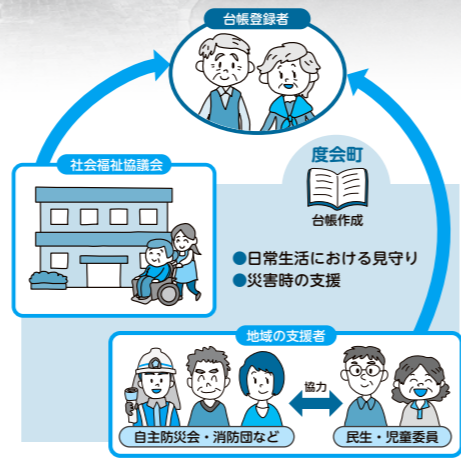 台帳登録者
社会福祉協議会
度会町
台帳作成
●日常生活における見守り
●災害時の支援
地域の支援者
協力
自主防災会・消防団など
民生・児童委員